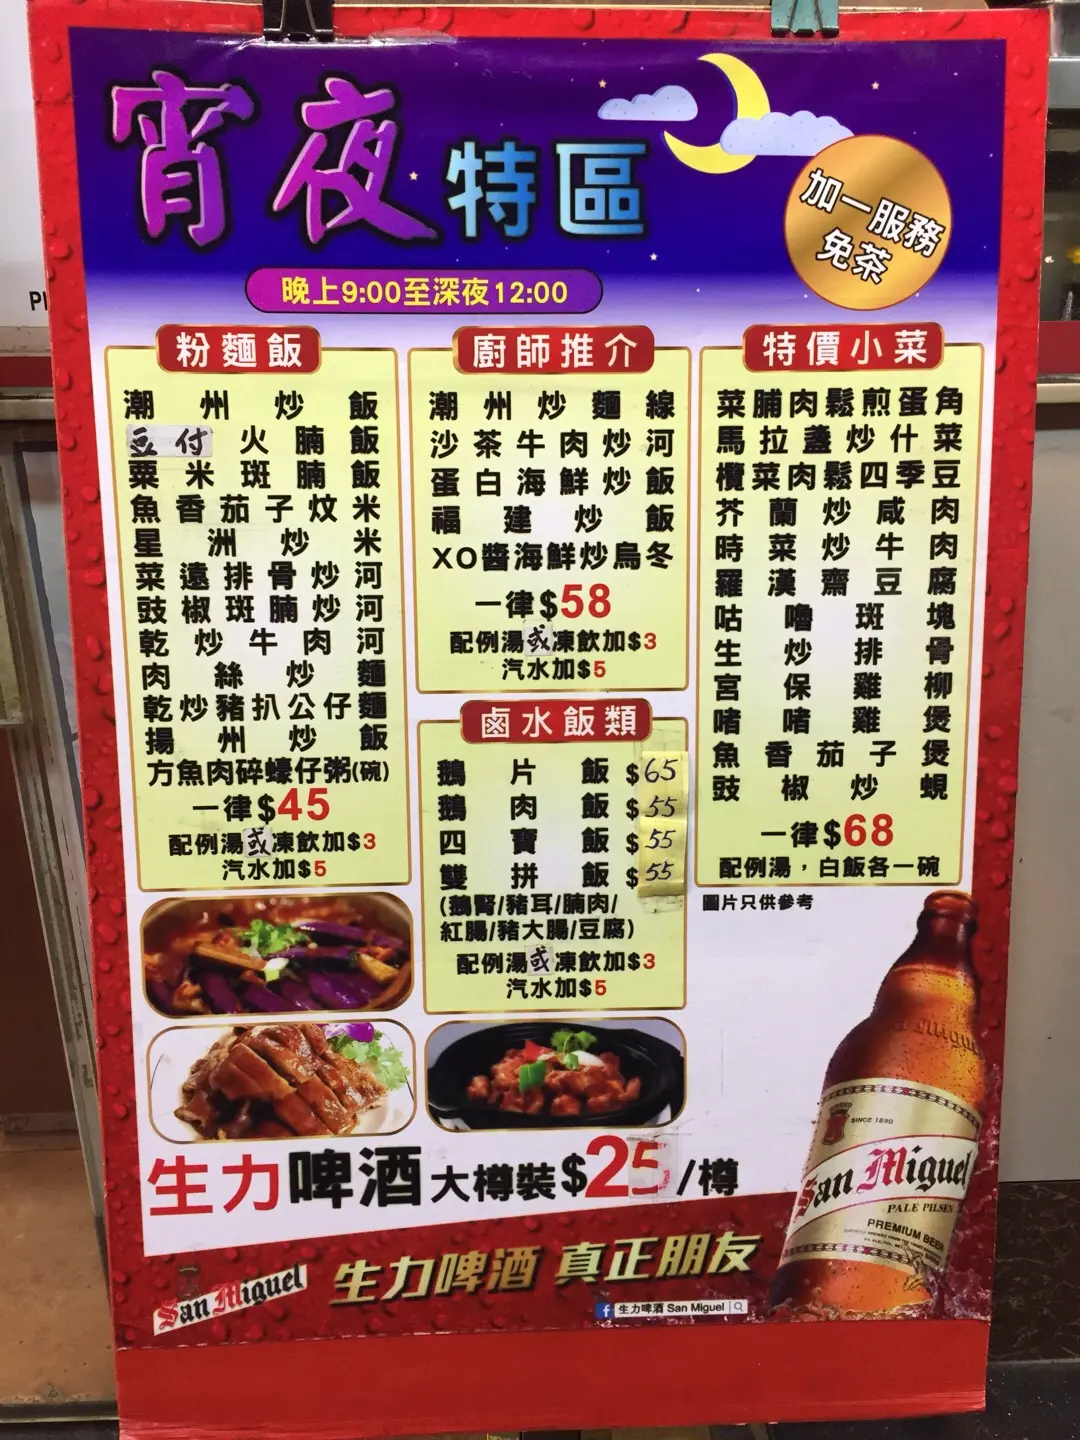 宵夜特區
加一服務
免茶
晚上9:00至深夜12:00
粉麵飯
潮州炒飯
豆付火腩飯
粟米斑腩飯
魚香茄子炆米
星洲炒米
菜遠排骨炒河
豉椒斑腩炒河
乾炒牛肉河
肉絲炒麵
乾炒豬扒公仔麵
揚州炒飯
方魚肉碎蠔仔粥(碗)
一律$45
配例湯或凍飲加$3
汽水加$5
廚師推介
潮州炒麵線
沙茶牛肉炒河
蛋白海鮮炒飯
福建炒飯
XO醬海鮮炒烏冬
一律$58
配例湯或凍飲加$3
汽水加$5
鹵水飯類
鵝片飯$65
鵝肉飯$55
四寶飯$55
雙拼飯$55
(鵝腎/豬耳/腩肉/
紅腸/豬大腸/豆腐)
配例湯或凍飲加$3
汽水加$5
特價小菜
菜脯肉鬆煎蛋角
馬拉盞炒什菜
欖菜肉鬆四季豆
芥蘭炒咸肉
時菜炒牛肉
羅漢齋豆腐
咕嚕斑塊
生炒排骨
宮保雞柳
啫啫雞煲
魚香茄子煲
豉椒炒蜆
一律$68
配例湯，白飯各一碗
圖片只供參考
生力啤酒大樽裝$25/樽
SINCE 1890
San Miguel
PALE PILSEN
PREMIUM BEER
San Miguel
生力啤酒 真正朋友
f 生力啤酒 San Miguel